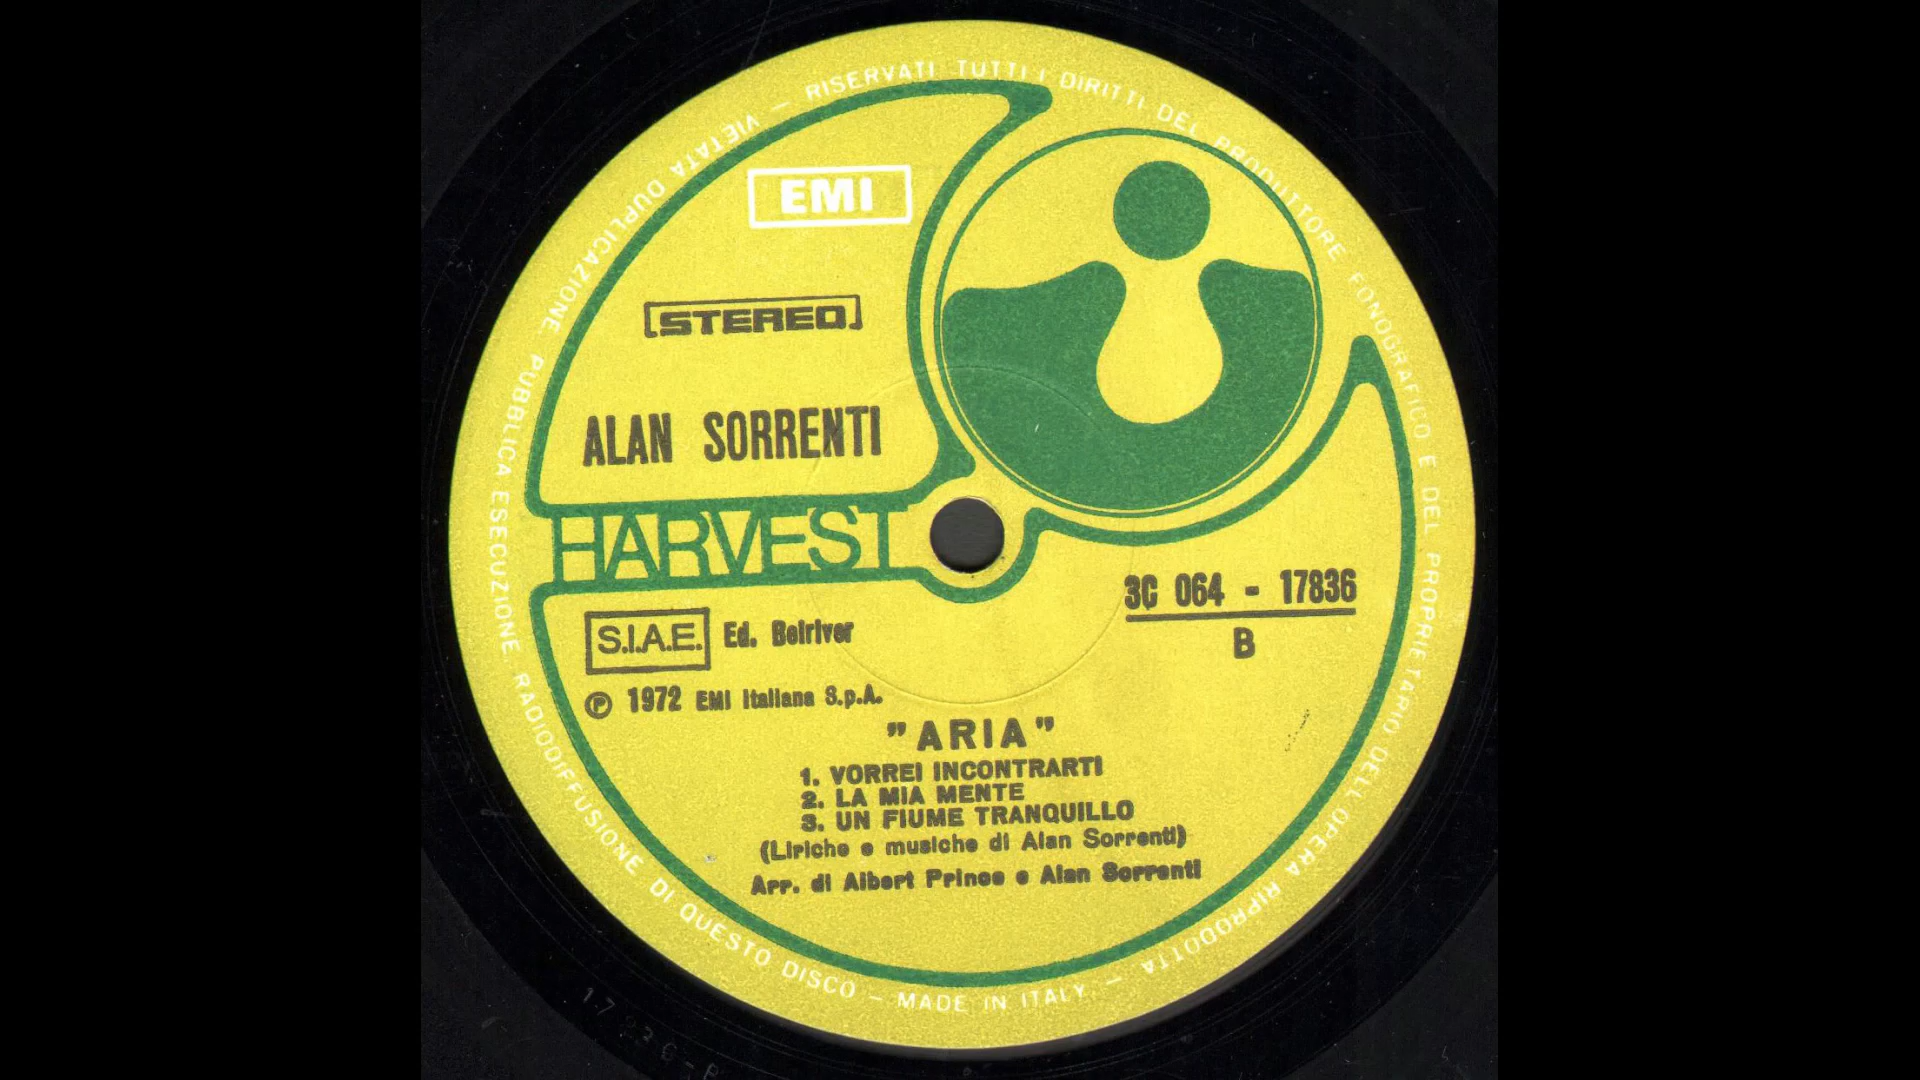 VIETATA DUPLICAZIONE. PUBBLICA ESECUZIONE. RADIODIFFUSIONE DI QUESTO DISCO – MADE IN ITALY. – RISERVATI TUTTI I DIRITTI DEL PRODUTTORE FONOGRAFICO E DEL PROPRIETARIO DELL'OPERA RIPRODOTTA –
EMI
STEREO
ALAN SORRENTI
HARVEST
3C 064 - 17836
B
S.I.A.E. Ed. Belriver
℗ 1972 EMI Italiana S.p.A.
"ARIA"
1. VORREI INCONTRARTI
2. LA MIA MENTE
3. UN FIUME TRANQUILLO
(Liriche e musiche di Alan Sorrenti)
Arr. di Albert Prince e Alan Sorrenti